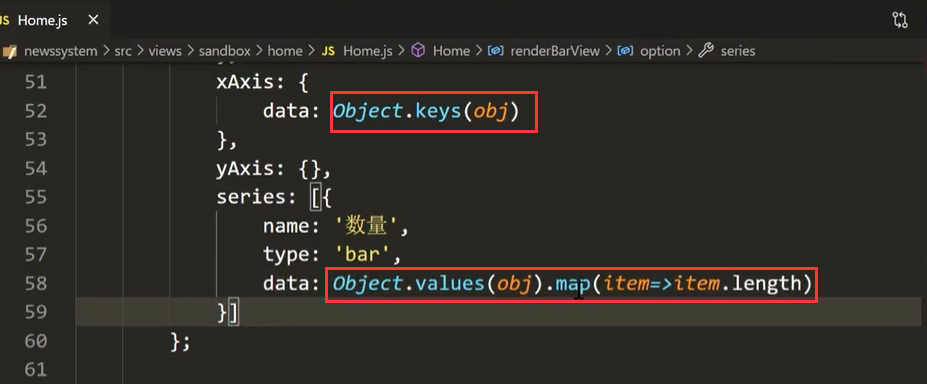 JS Home.js ×
newssystem > src > views > sandbox > home > JS Home.js > Home > renderBarView > option > series
51 xAxis: {
52 data: Object.keys(obj)
53 },
54 yAxis: {},
55 series: [{
56 name: '数量',
57 type: 'bar',
58 data: Object.values(obj).map(item=>item.length)
59 }]
60 };
61